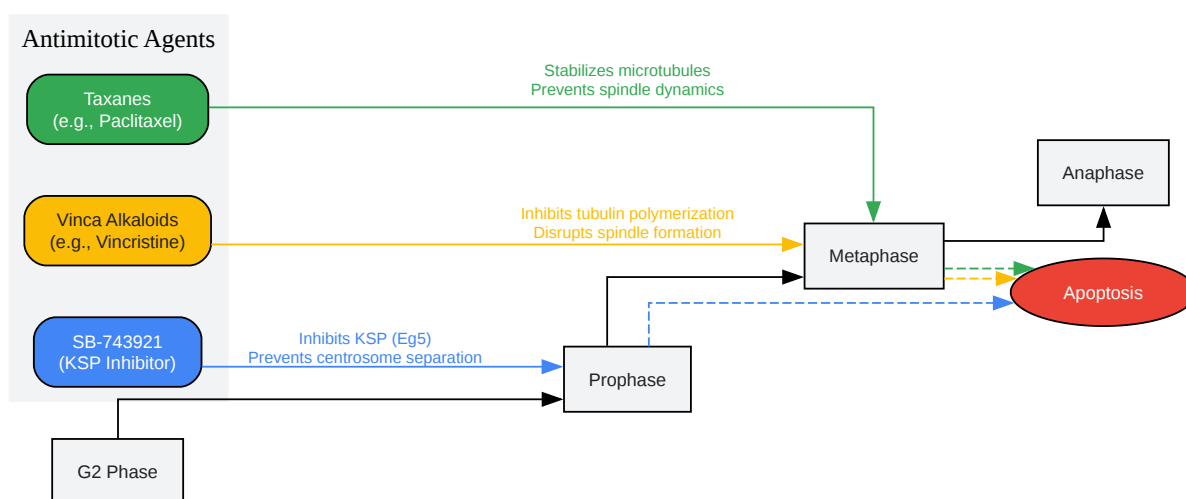 Antimitotic Agents
Taxanes
(e.g., Paclitaxel)
Stabilizes microtubules
Prevents spindle dynamics
Anaphase
Vinca Alkaloids
(e.g., Vincristine)
Inhibits tubulin polymerization
Disrupts spindle formation
Metaphase
Apoptosis
SB-743921
(KSP Inhibitor)
Inhibits KSP (Eg5)
Prevents centrosome separation
Prophase
G2 Phase